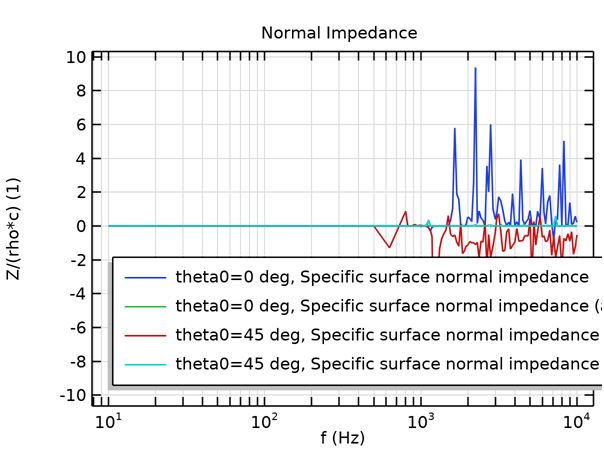 Normal Impedance
Z/(rho*c) (1)
10
8
6
4
2
0
-2
-4
-6
-8
-10
theta0=0 deg, Specific surface normal impedance
theta0=0 deg, Specific surface normal impedance (a
theta0=45 deg, Specific surface normal impedance
theta0=45 deg, Specific surface normal impedance
10¹ 10² 10³ 10⁴
f (Hz)